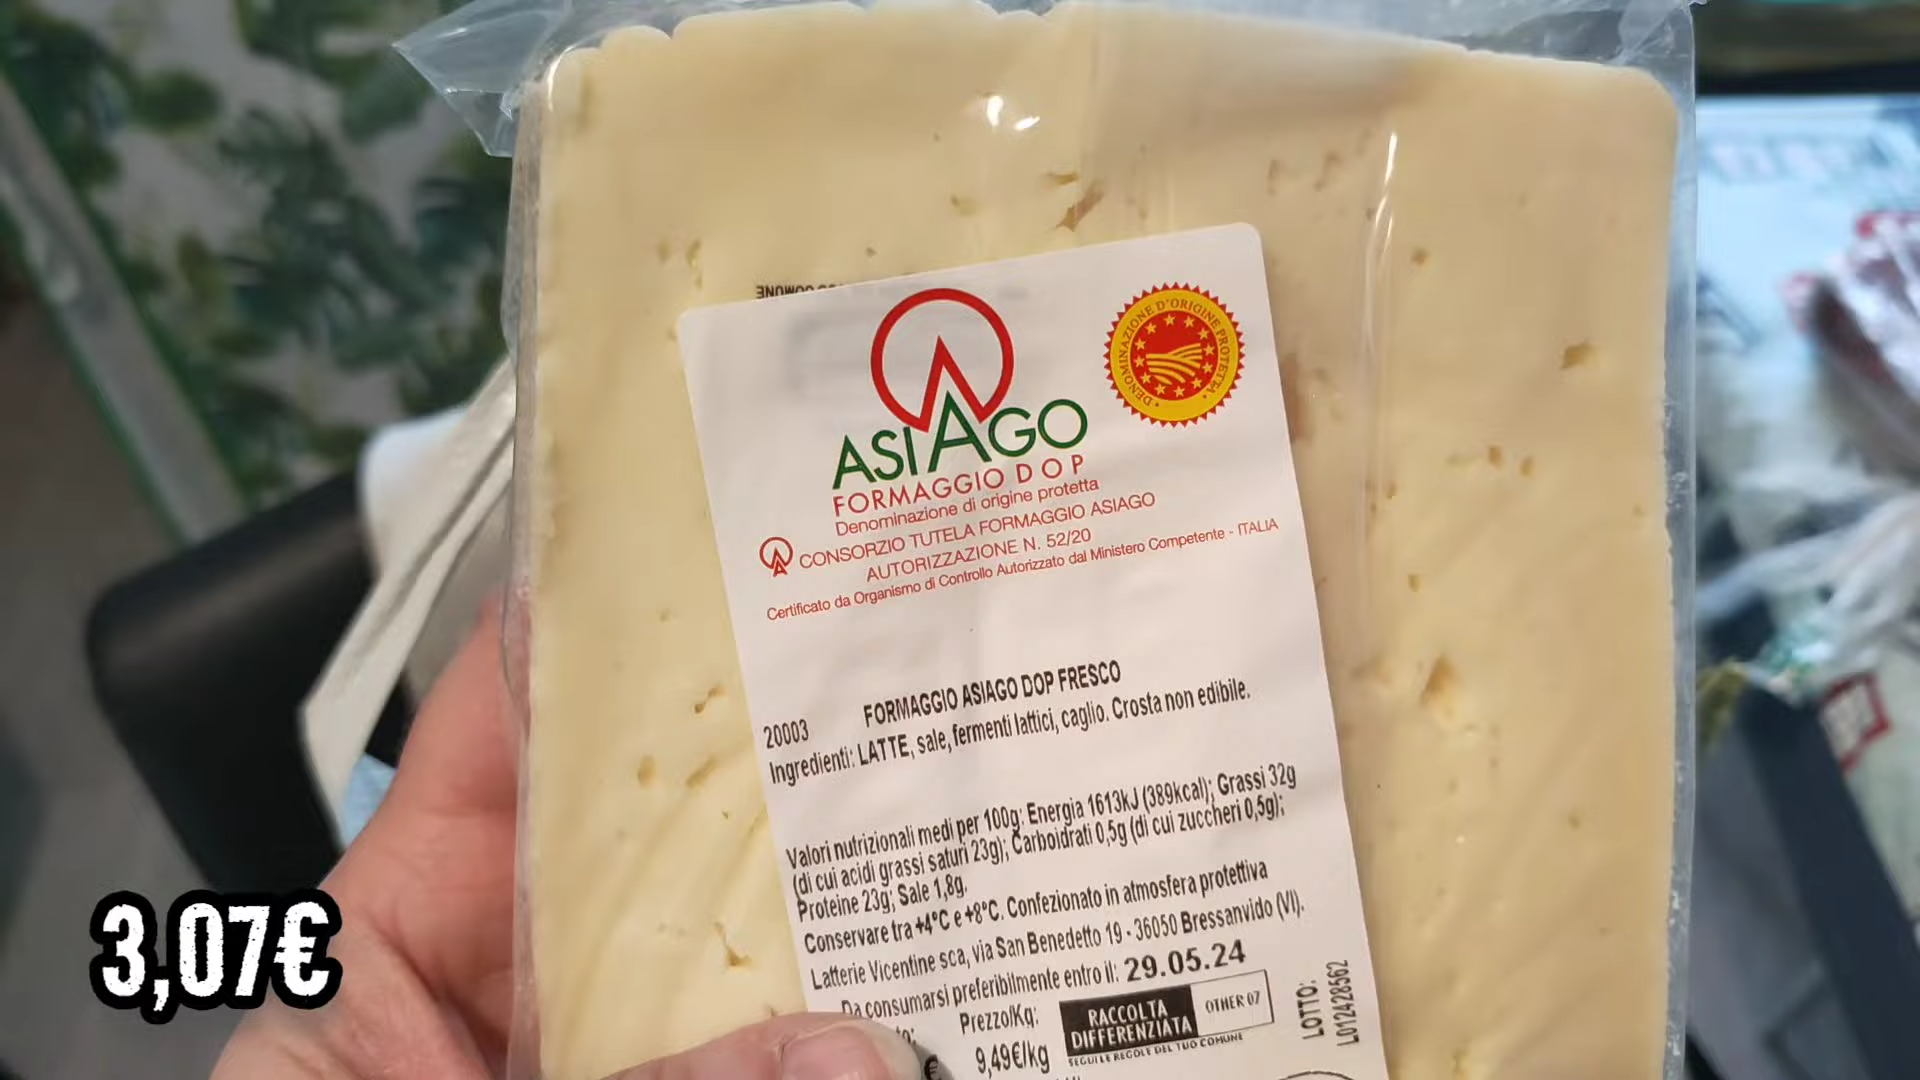 DENOMINAZIONE D'ORIGINE PROTETTA
ASIAGO
FORMAGGIO DOP
Denominazione di origine protetta
CONSORZIO TUTELA FORMAGGIO ASIAGO
AUTORIZZAZIONE N. 52/20
Certificato da Organismo di Controllo Autorizzato dal Ministero Competente - ITALIA
20003 FORMAGGIO ASIAGO DOP FRESCO
Ingredienti: LATTE, sale, fermenti lattici, caglio. Crosta non edibile.
Valori nutrizionali medi per 100g: Energia 1613kJ (389kcal); Grassi 32g
(di cui acidi grassi saturi 23g); Carboidrati 0,5g (di cui zuccheri 0,5g);
Proteine 23g; Sale 1,8g.
Conservare tra +4°C e +8°C. Confezionato in atmosfera protettiva
Latterie Vicentine sca, via San Benedetto 19 - 36050 Bressanvido (VI).
Da consumarsi preferibilmente entro il: 29.05.24
Prezzo/Kg:
9,49€/kg
RACCOLTA
DIFFERENZIATA
OTHER 07
SEGUI LE REGOLE DEL TUO COMUNE
LOTTO:
L012428562
3,07€